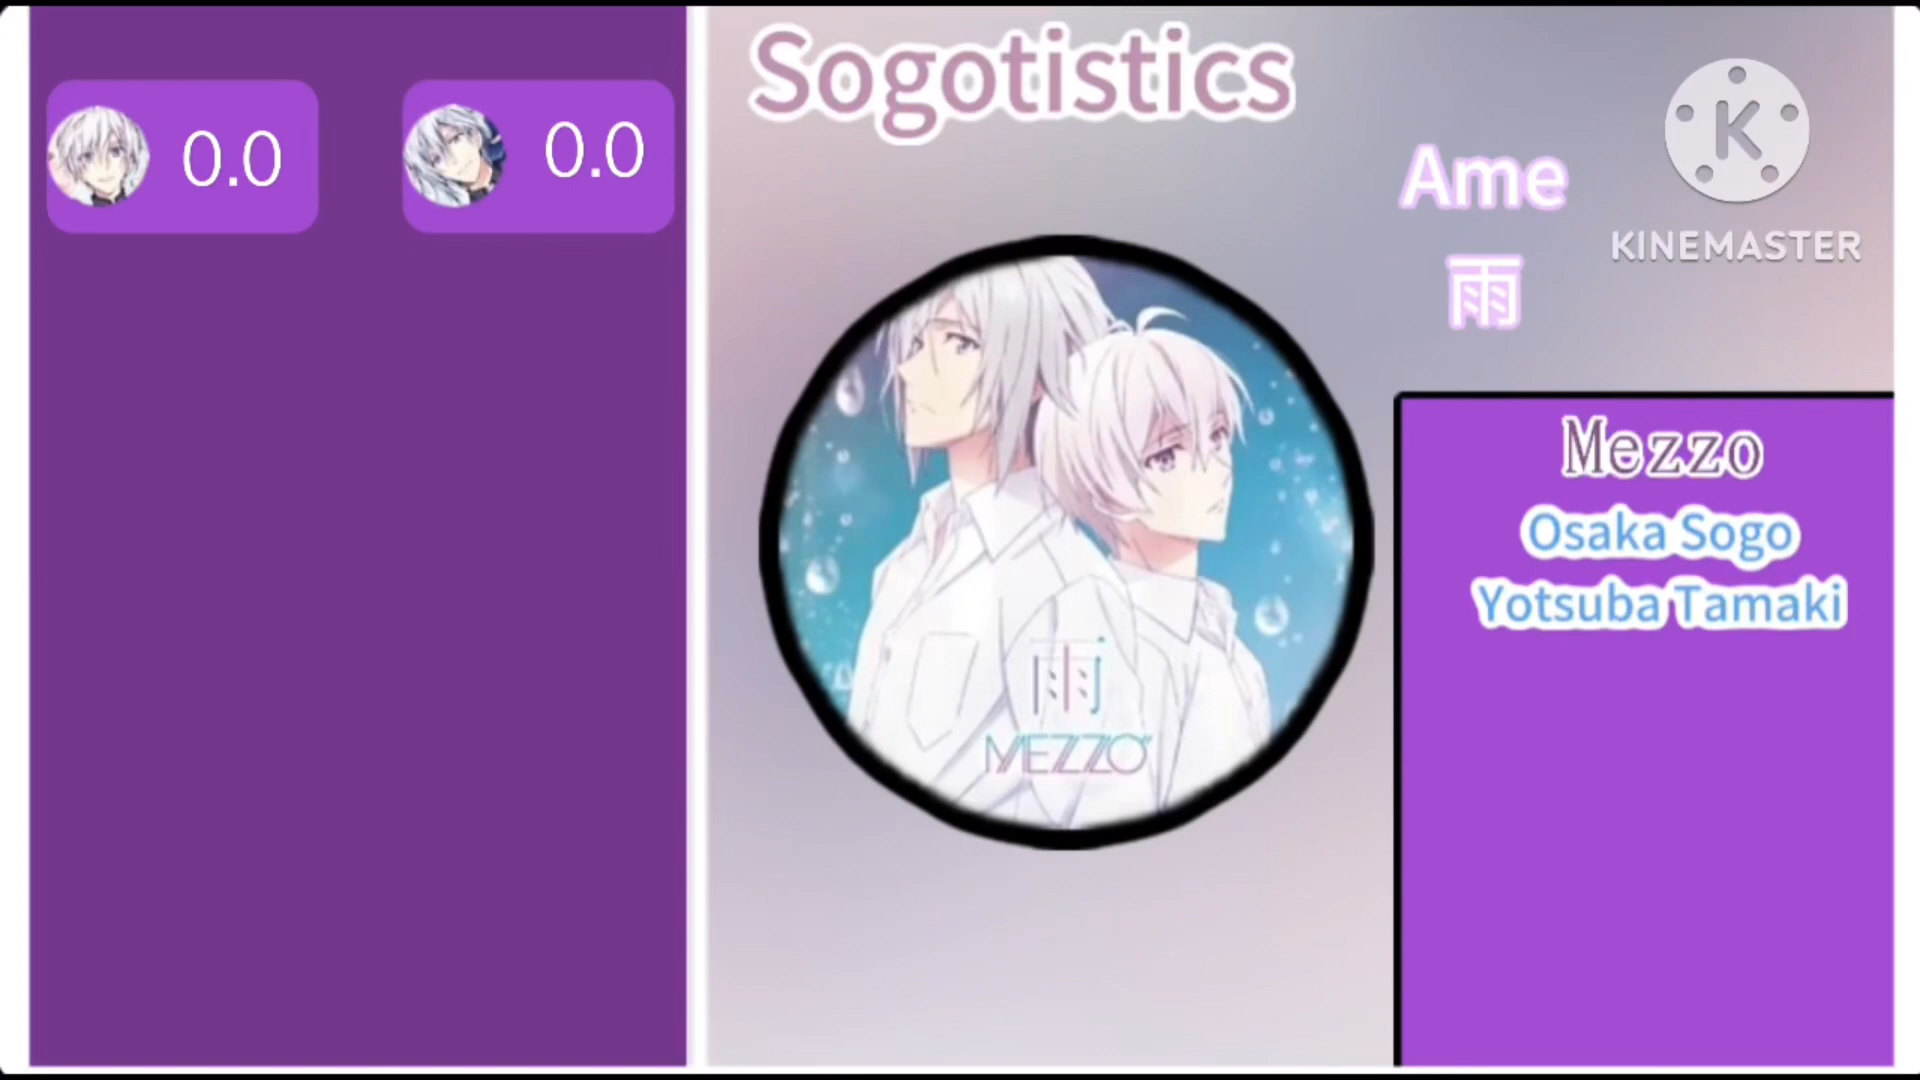 0.0
0.0
Sogotistics
Ame
雨
K
KINEMASTER
雨
MEZZO"
Mezzo
Osaka Sogo
Yotsuba Tamaki